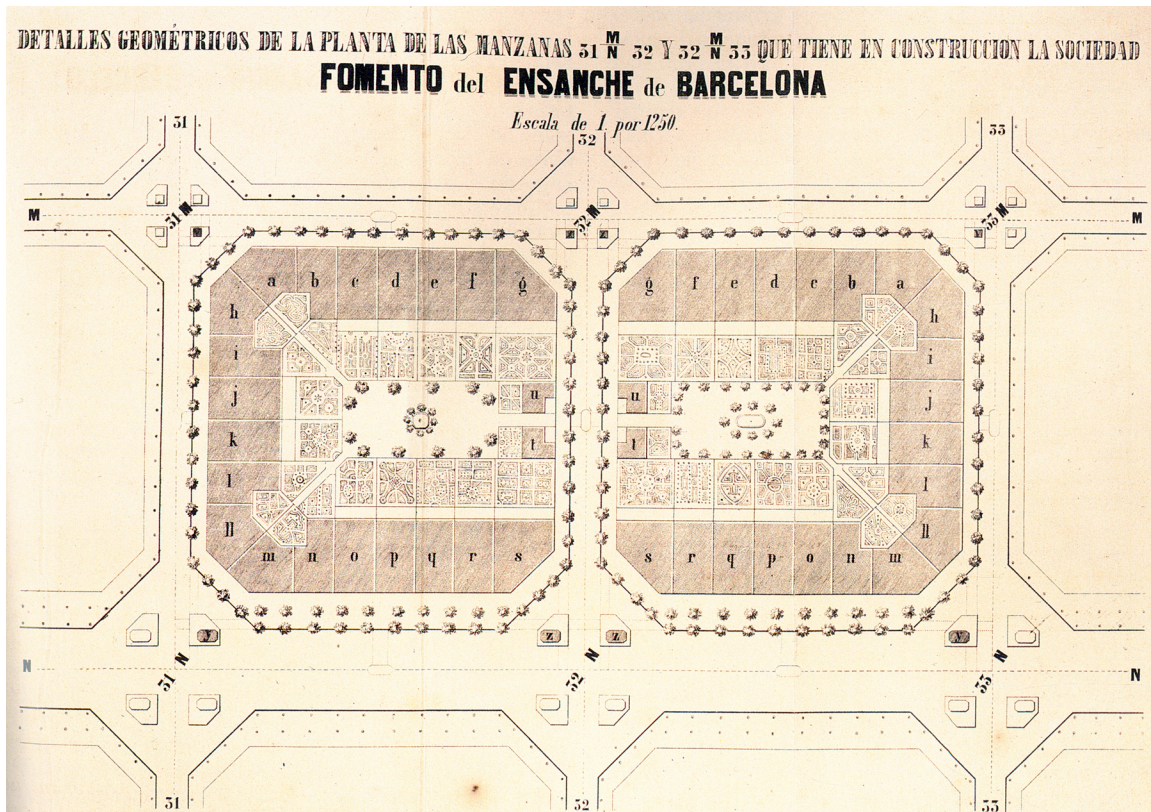 DETALLES GEOMÉTRICOS DE LA PLANTA DE LAS MANZANAS 31 M/N 32 Y 32 M/N 33 QUE TIENE EN CONSTRUCCION LA SOCIEDAD
FOMENTO del ENSANCHE de BARCELONA
Escala de 1. por 1250.
31 32 33
M 31 M 32 M 33 M M
x z z y
a b c d e f g g f e d c b a
h h
i i
j u u j
k t t k
l l
ll ll
m n o p q r s s r q p o n m
y z z y
N 31 N 32 N 33 N N
31 32 33